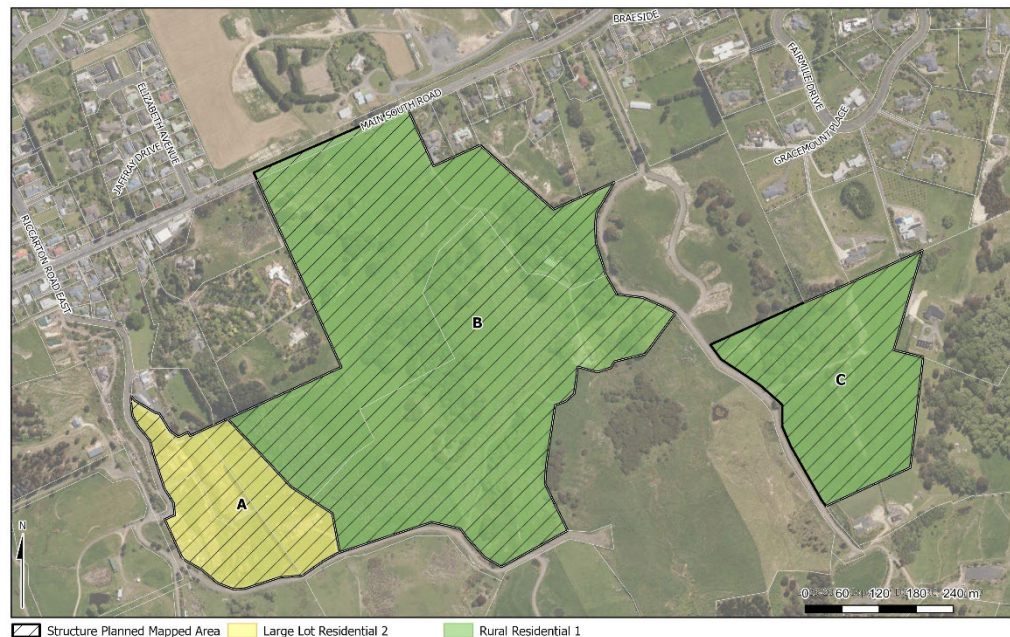 BRAESIDE
MAIN SOUTH ROAD
ELIZABETH AVENUE
JAFFRAY DRIVE
FAIRMILE DRIVE
GRACEMOUNT PLACE
RICCARTON ROAD EAST
B
C
A
N
0 60 120 180 240 m
Structure Planned Mapped Area
Large Lot Residential 2
Rural Residential 1